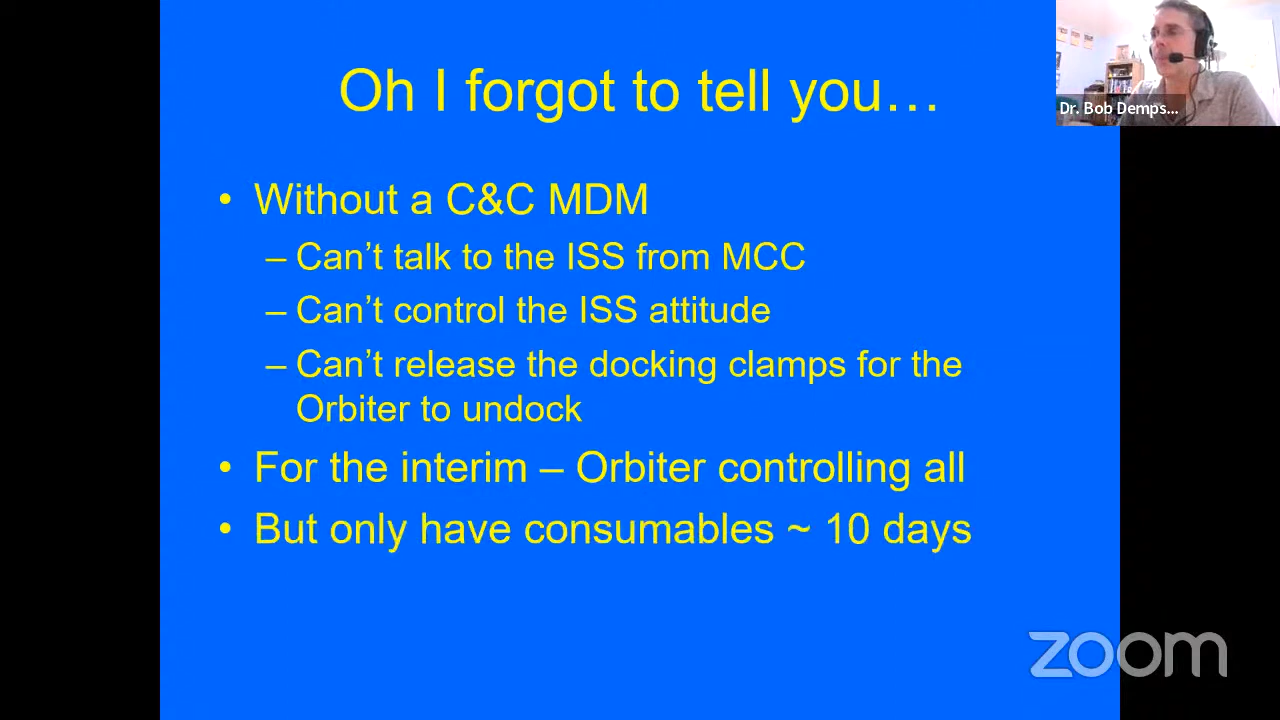 Oh I forgot to tell you…
Dr. Bob Demps...
• Without a C&C MDM
– Can’t talk to the ISS from MCC
– Can’t control the ISS attitude
– Can’t release the docking clamps for the
Orbiter to undock
• For the interim – Orbiter controlling all
• But only have consumables ~ 10 days
zoom